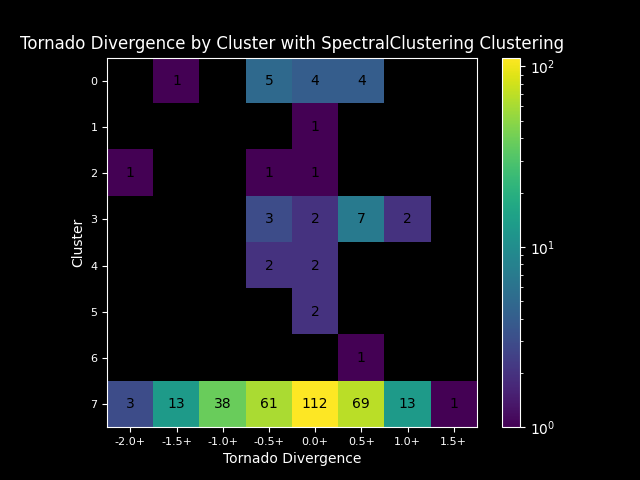 Tornado Divergence by Cluster with SpectralClustering Clustering
0 1 5 4 4
1 1
2 1 1 1
3 3 2 7 2
4 2 2
5 2
6 1
7 3 13 38 61 112 69 13 1
-2.0+ -1.5+ -1.0+ -0.5+ 0.0+ 0.5+ 1.0+ 1.5+
Tornado Divergence
Cluster
10²
10¹
10⁰